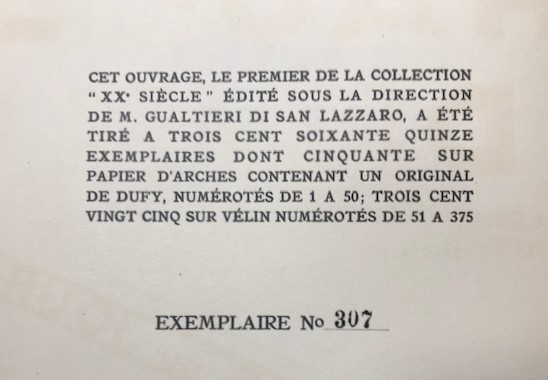 CET OUVRAGE, LE PREMIER DE LA COLLECTION
“ XXe SIÈCLE ” ÉDITÉ SOUS LA DIRECTION
DE M. GUALTIERI DI SAN LAZZARO, A ÉTÉ
TIRÉ A TROIS CENT SOIXANTE QUINZE
EXEMPLAIRES DONT CINQUANTE SUR
PAPIER D'ARCHES CONTENANT UN ORIGINAL
DE DUFY, NUMÉROTÉS DE 1 A 50; TROIS CENT
VINGT CINQ SUR VÉLIN NUMÉROTÉS DE 51 A 375
EXEMPLAIRE No 307